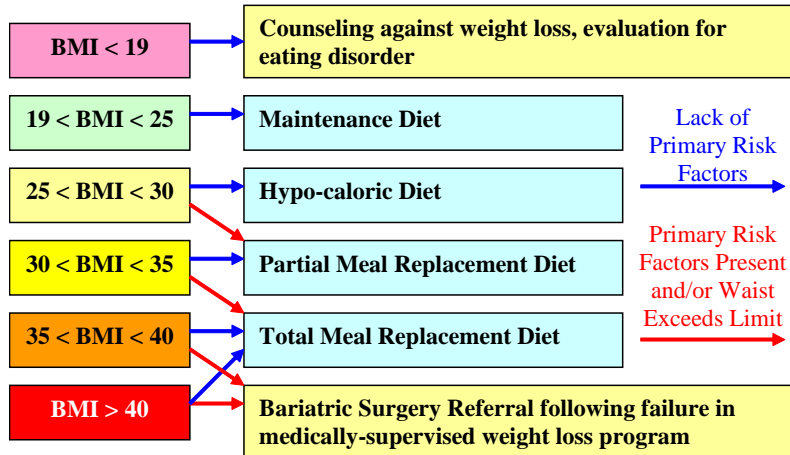 BMI < 19
Counseling against weight loss, evaluation for
eating disorder
19 < BMI < 25
Maintenance Diet
25 < BMI < 30
Hypo-caloric Diet
30 < BMI < 35
Partial Meal Replacement Diet
35 < BMI < 40
Total Meal Replacement Diet
BMI > 40
Bariatric Surgery Referral following failure in
medically-supervised weight loss program
Lack of
Primary Risk
Factors
Primary Risk
Factors Present
and/or Waist
Exceeds Limit